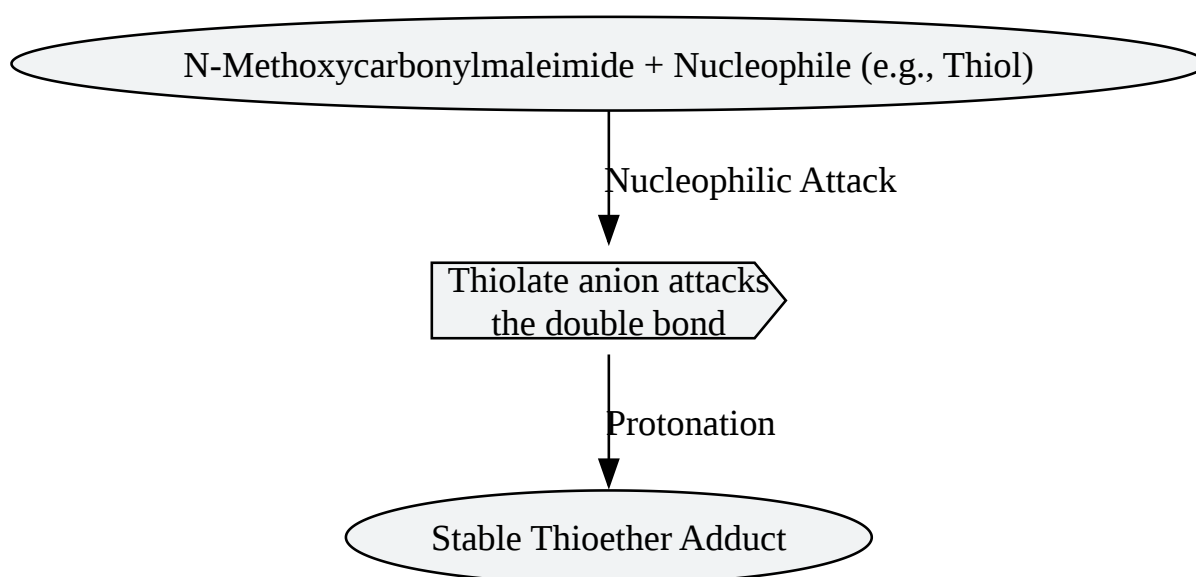 N-Methoxycarbonylmaleimide + Nucleophile (e.g., Thiol)
Nucleophilic Attack
Thiolate anion attacks
the double bond
Protonation
Stable Thioether Adduct